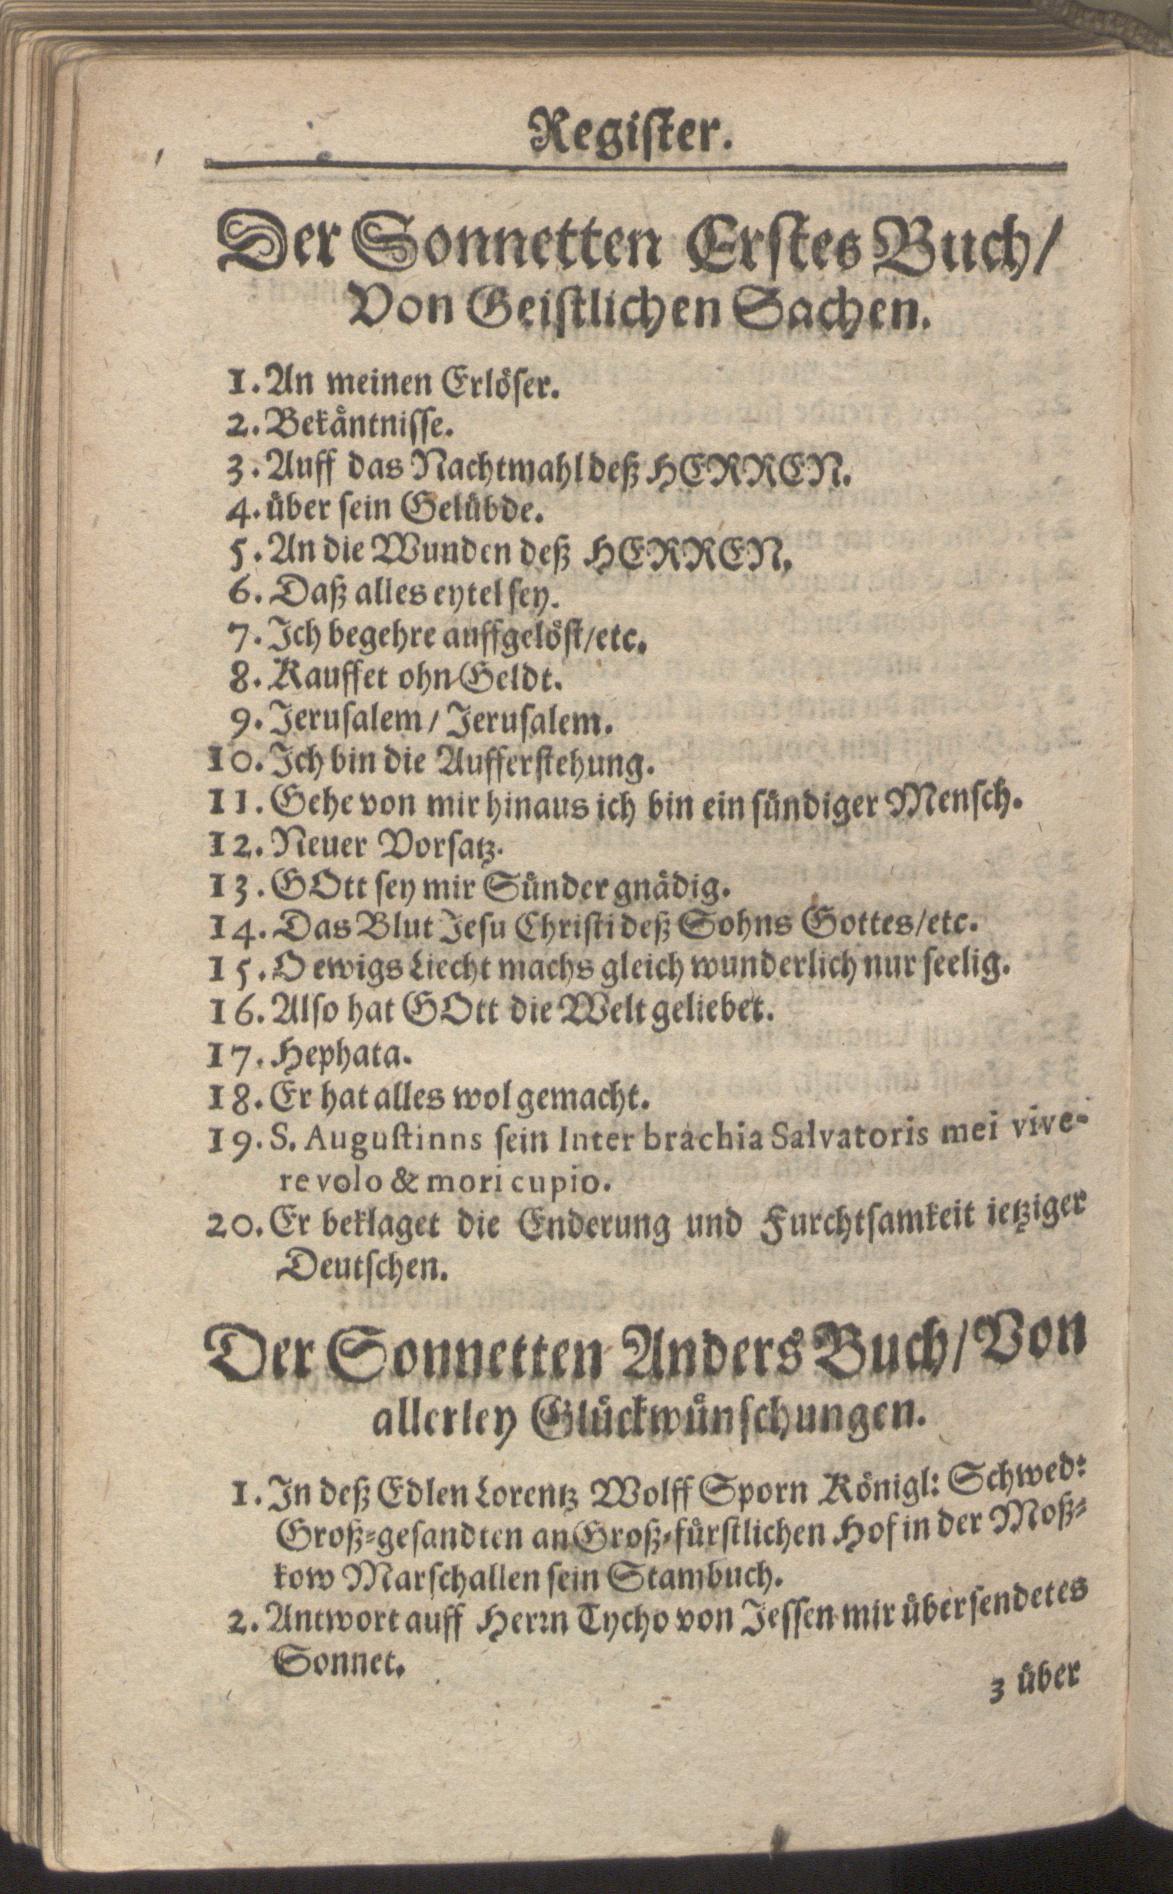 Regiſter.
Der Sonnetten Erſtes Buch/
Von Geiſtlichen Sachen.
1. An meinen Erlöſer.
2. Bekäntniſſe.
3. Auff das Nachtmahl deß HERREN.
4. über ſein Gelübde.
5. An die Wunden deß HERREN.
6. Daß alles eytel ſey.
7. Ich begehre auffgelöſt/etc.
8. Kauffet ohn Geldt.
9. Jeruſalem/ Jeruſalem.
10. Ich bin die Aufferſtehung.
11. Gehe von mir hinaus ich bin ein ſündiger Menſch.
12. Neuer Vorſatz.
13. GOtt ſey mir Sünder gnädig.
14. Das Blut Jeſu Chriſti deß Sohns Gottes/etc.
15. O ewigs Liecht machs gleich wunderlich nur ſeelig.
16. Alſo hat GOtt die Welt geliebet.
17. Hephata.
18. Er hat alles wol gemacht.
19. S. Auguſtinns ſein Inter brachia Salvatoris mei vive-
re volo & mori cupio.
20. Er beklaget die Enderung und Furchtſamkeit ietziger
Deutſchen.
Der Sonnetten Anders Buch/ Von
allerley Glückwünſchungen.
1. In deß Edlen Lorentz Wolff Sporn Königl: Schwed:
Groß-geſandten an Groß-fürſtlichen Hof in der Moß-
kow Marſchallen ſein Stambuch.
2. Antwort auff Herrn Tycho von Jeſſen mir überſendetes
Sonnet.
3 über